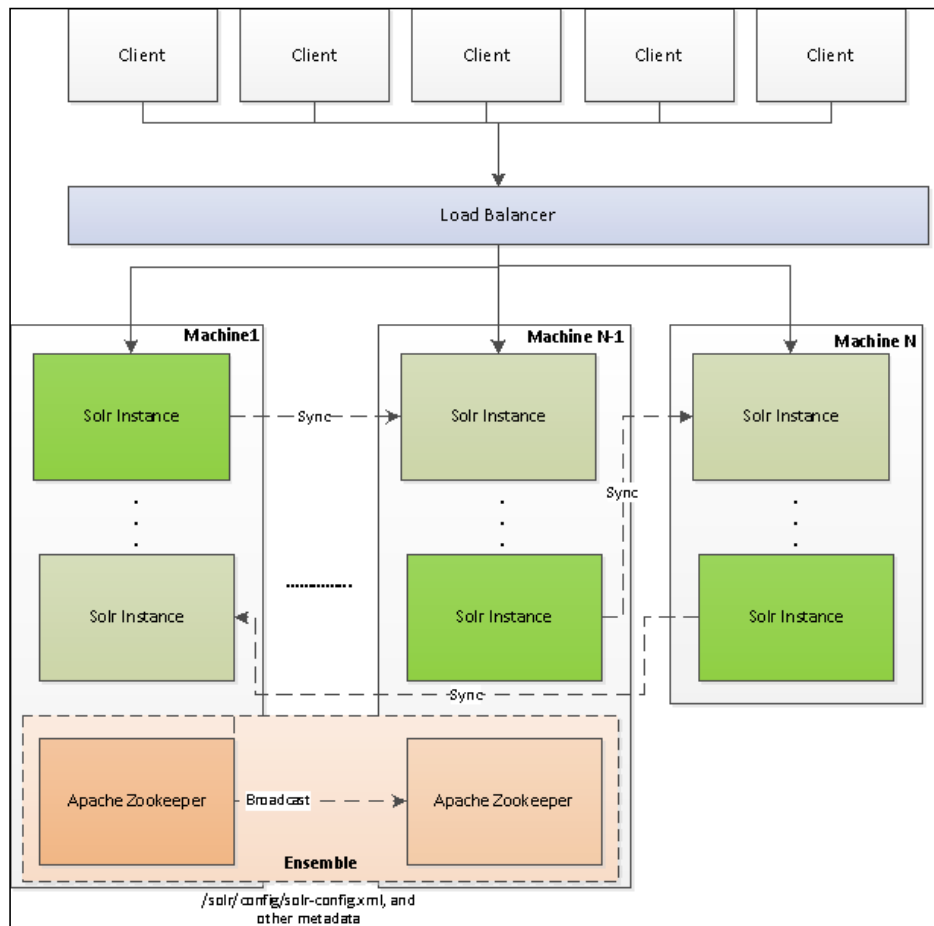 Client
Client
Client
Client
Client
Load Balancer
Machine1
Machine N-1
Machine N
Solr Instance
Sync
Solr Instance
Solr Instance
Sync
Solr Instance
Solr Instance
Solr Instance
Sync
Apache Zookeeper
Broadcast
Apache Zookeeper
Ensemble
/solr/config/solr-config.xml, and
other metadata